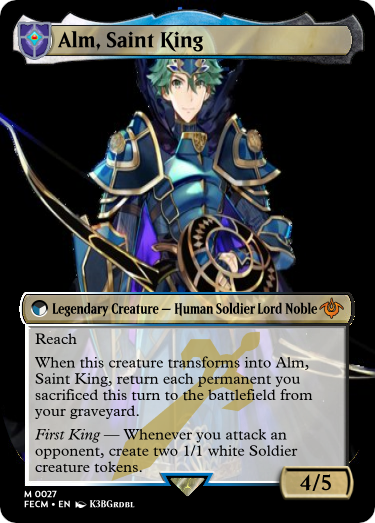 Alm, Saint King
Legendary Creature — Human Soldier Lord Noble
Reach
When this creature transforms into Alm,
Saint King, return each permanent you
sacrificed this turn to the battlefield from
your graveyard.
First King — Whenever you attack an
opponent, create two 1/1 white Soldier
creature tokens.
4/5
M 0027
FECM • EN K3BGRDBL